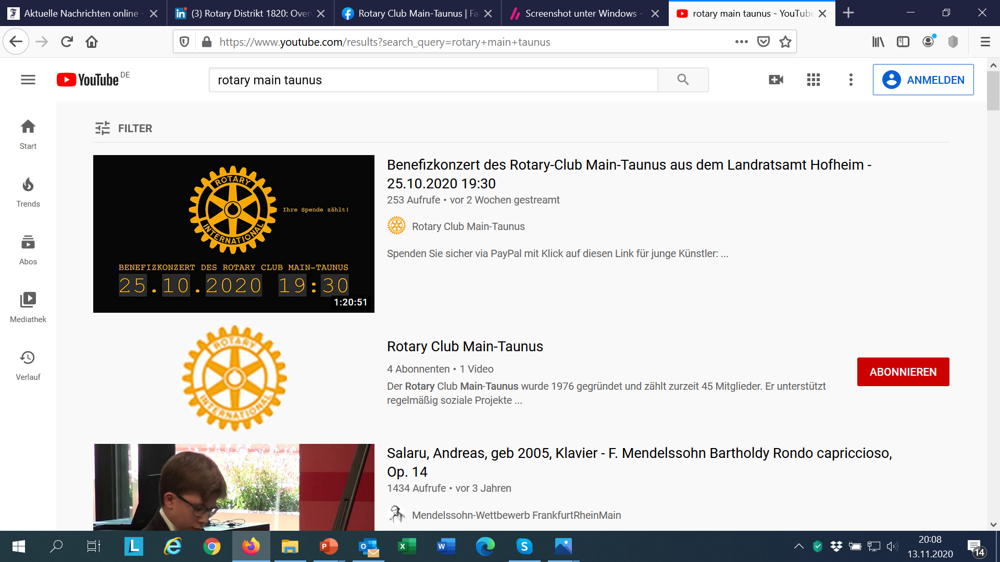 Aktuelle Nachrichten online -
(3) Rotary Distrikt 1820: Over
Rotary Club Main-Taunus | Fa
Screenshot unter Windows -
rotary main taunus - YouTube
https://www.youtube.com/results?search_query=rotary+main+taunus
YouTube DE
rotary main taunus
ANMELDEN
Start
Trends
Abos
Mediathek
Verlauf
FILTER
ROTARY
INTERNATIONAL
Ihre Spende zählt!
BENEFIZKONZERT DES ROTARY CLUB MAIN-TAUNUS
25.10.2020 19:30
1:20:51
Benefizkonzert des Rotary-Club Main-Taunus aus dem Landratsamt Hofheim -
25.10.2020 19:30
253 Aufrufe • vor 2 Wochen gestreamt
Rotary Club Main-Taunus
Spenden Sie sicher via PayPal mit Klick auf diesen Link für junge Künstler: ...
ROTARY
INTERNATIONAL
Rotary Club Main-Taunus
4 Abonnenten • 1 Video
Der Rotary Club Main-Taunus wurde 1976 gegründet und zählt zurzeit 45 Mitglieder. Er unterstützt
regelmäßig soziale Projekte ...
ABONNIEREN
Salaru, Andreas, geb 2005, Klavier - F. Mendelssohn Bartholdy Rondo capriccioso,
Op. 14
1434 Aufrufe • vor 3 Jahren
Mendelssohn-Wettbewerb FrankfurtRheinMain
20:08
13.11.2020
14